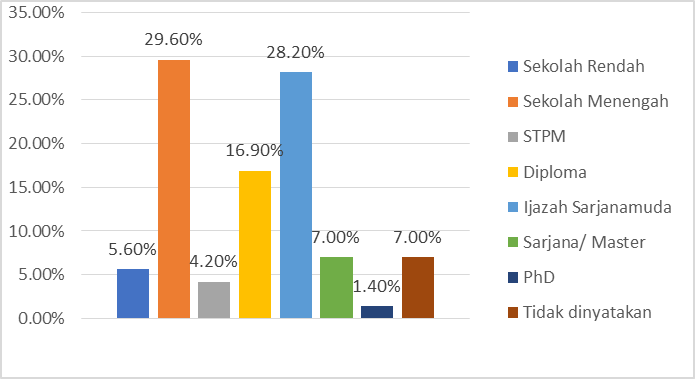 35.00%
30.00%
25.00%
20.00%
15.00%
10.00%
5.00%
0.00%
5.60%
29.60%
4.20%
16.90%
28.20%
7.00%
1.40%
7.00%
Sekolah Rendah
Sekolah Menengah
STPM
Diploma
Ijazah Sarjanamuda
Sarjana/ Master
PhD
Tidak dinyatakan